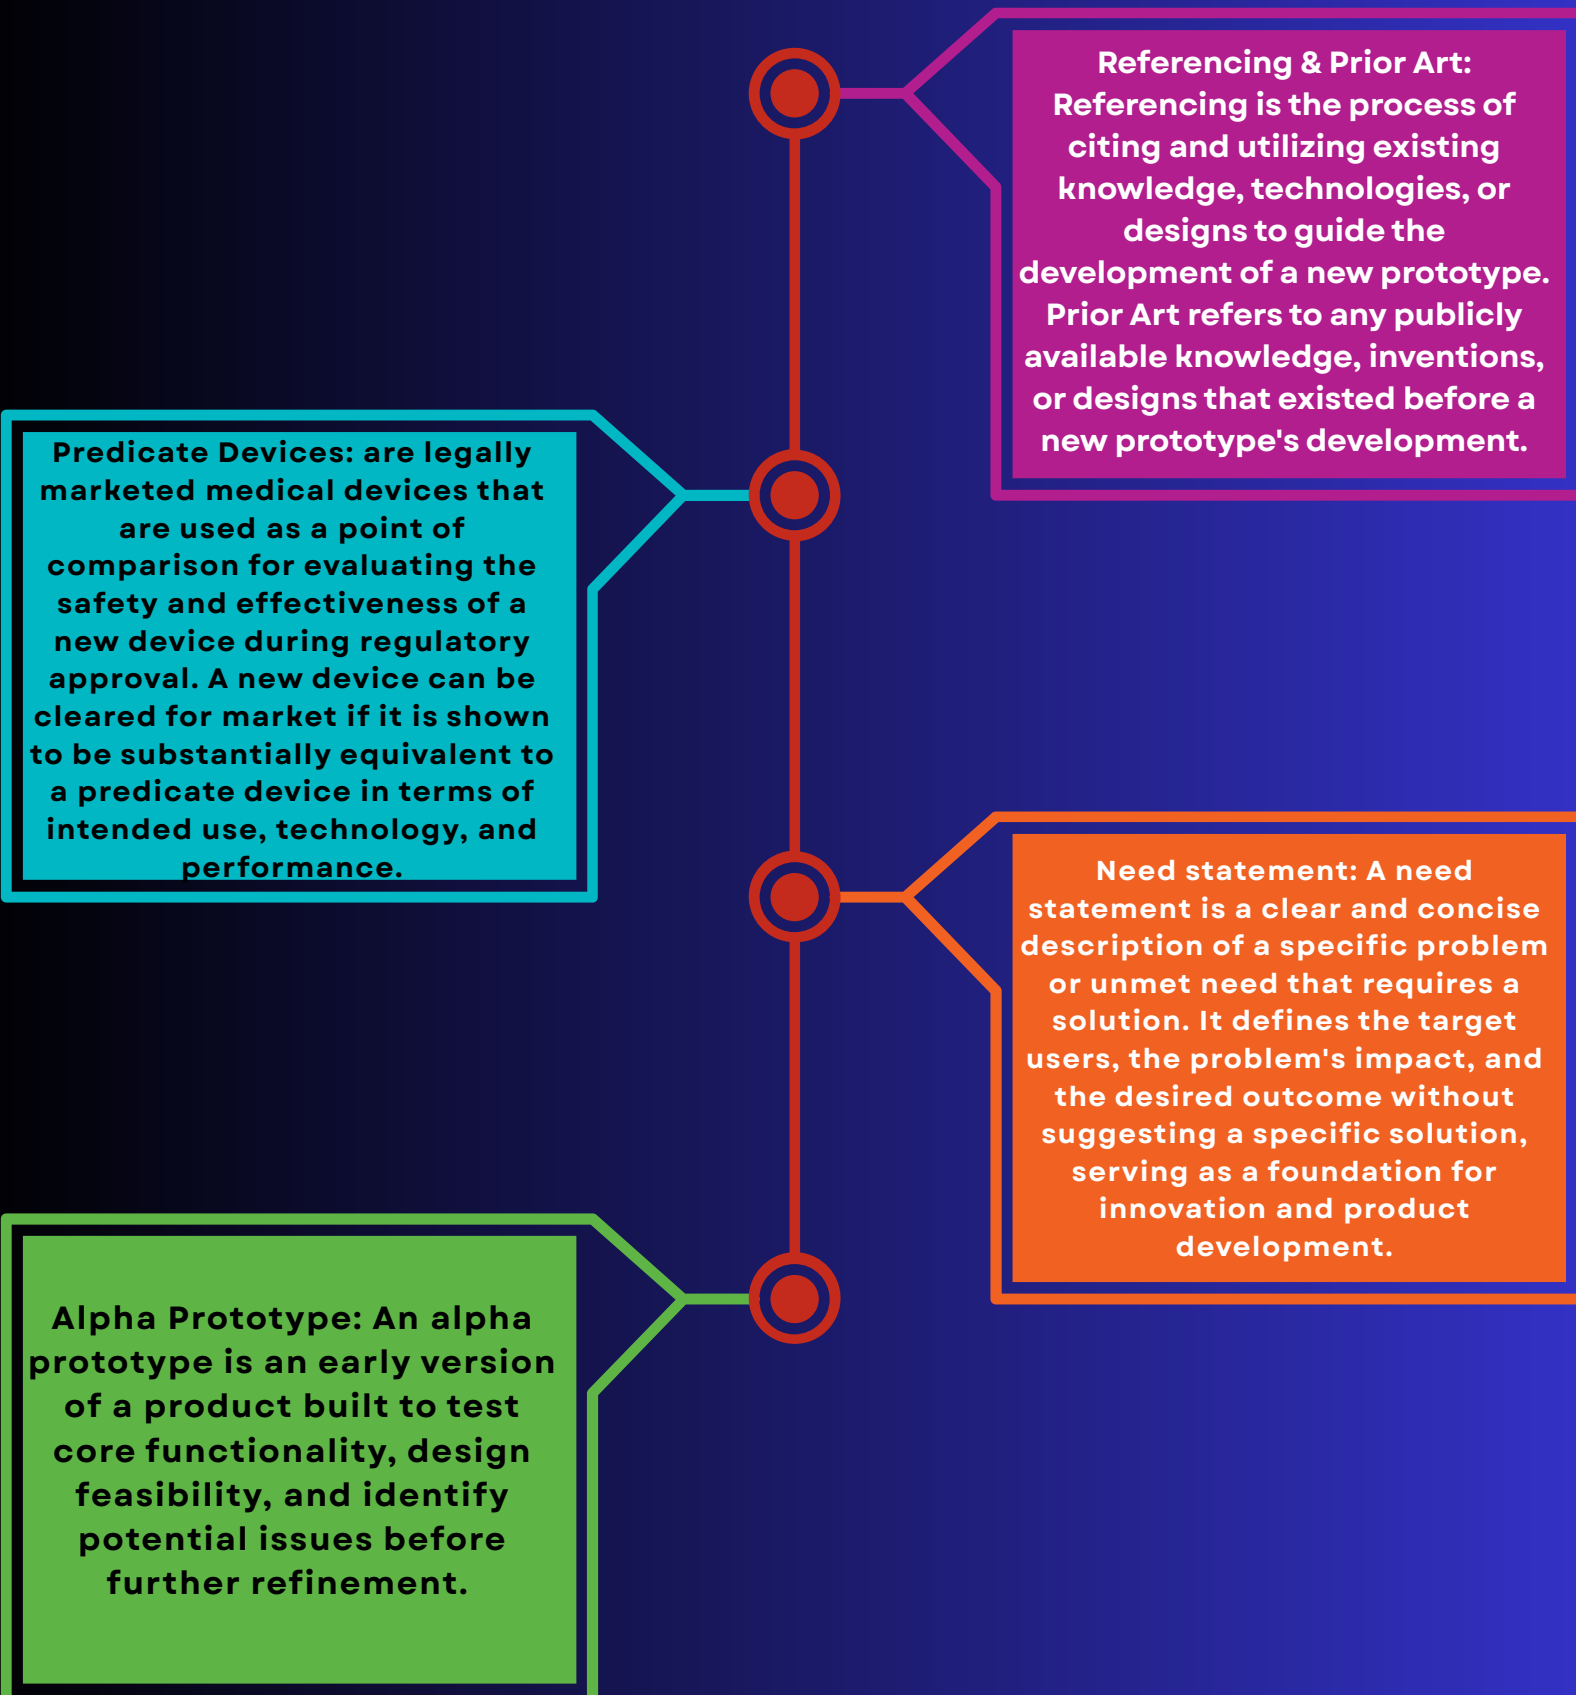 Referencing & Prior Art:
Referencing is the process of
citing and utilizing existing
knowledge, technologies, or
designs to guide the
development of a new prototype.
Prior Art refers to any publicly
available knowledge, inventions,
or designs that existed before a
new prototype's development.
Predicate Devices: are legally
marketed medical devices that
are used as a point of
comparison for evaluating the
safety and effectiveness of a
new device during regulatory
approval. A new device can be
cleared for market if it is shown
to be substantially equivalent to
a predicate device in terms of
intended use, technology, and
performance.
Need statement: A need
statement is a clear and concise
description of a specific problem
or unmet need that requires a
solution. It defines the target
users, the problem's impact, and
the desired outcome without
suggesting a specific solution,
serving as a foundation for
innovation and product
development.
Alpha Prototype: An alpha
prototype is an early version
of a product built to test
core functionality, design
feasibility, and identify
potential issues before
further refinement.